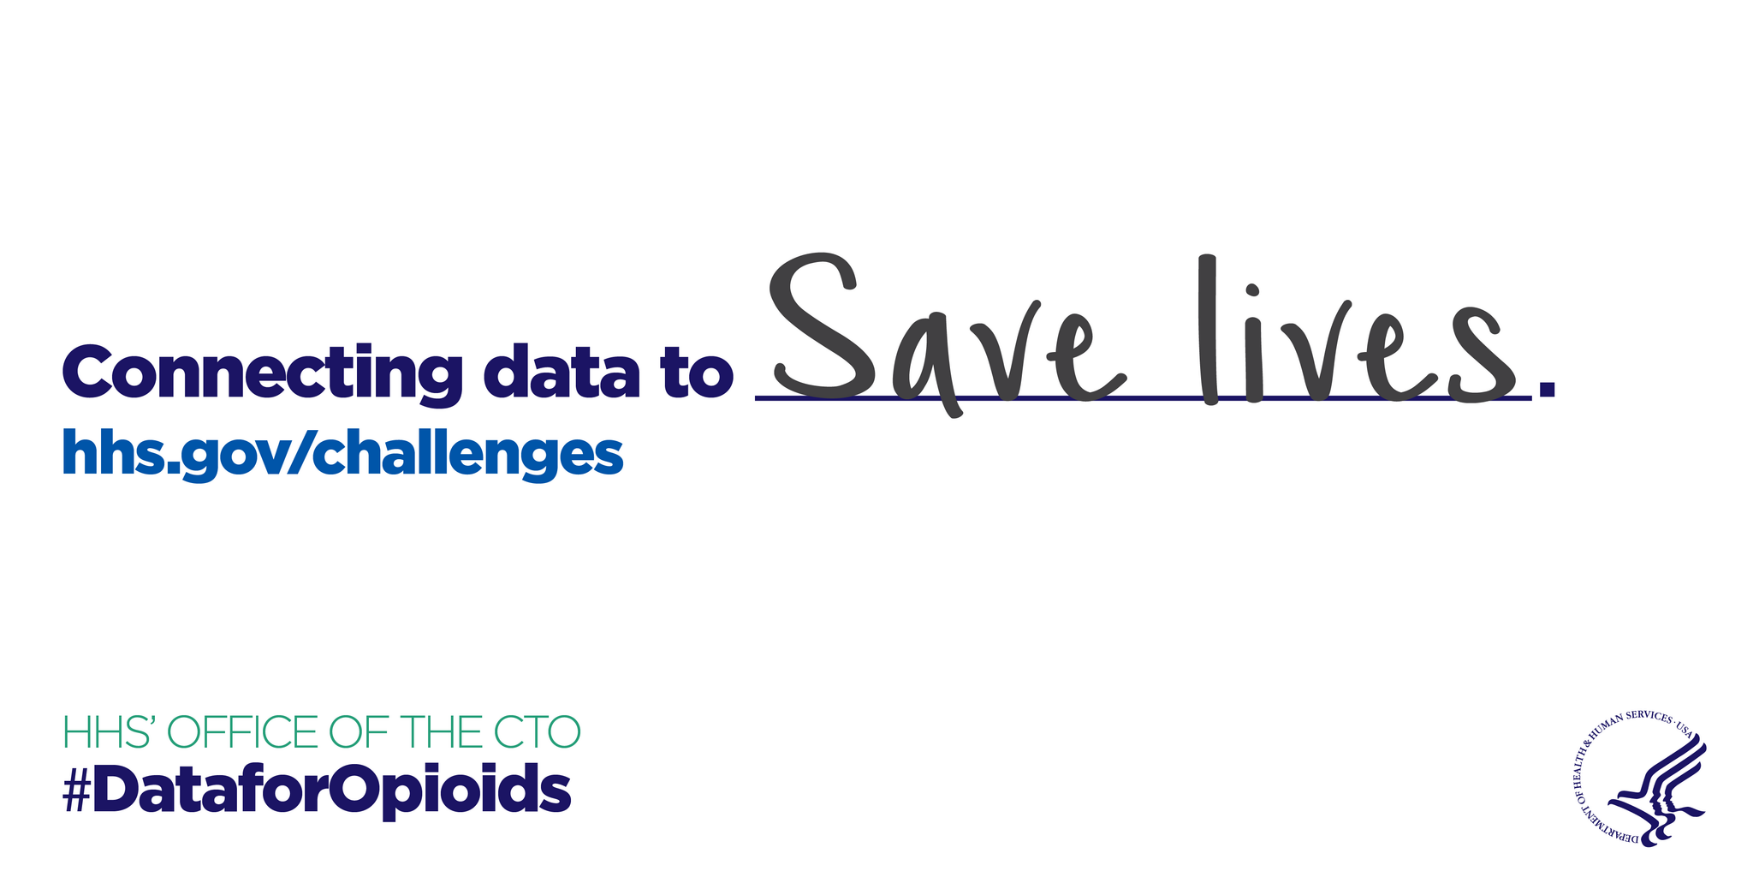 Connecting data to Save lives.
hhs.gov/challenges
HHS’ OFFICE OF THE CTO
#DataforOpioids
DEPARTMENT OF HEALTH & HUMAN SERVICES · USA